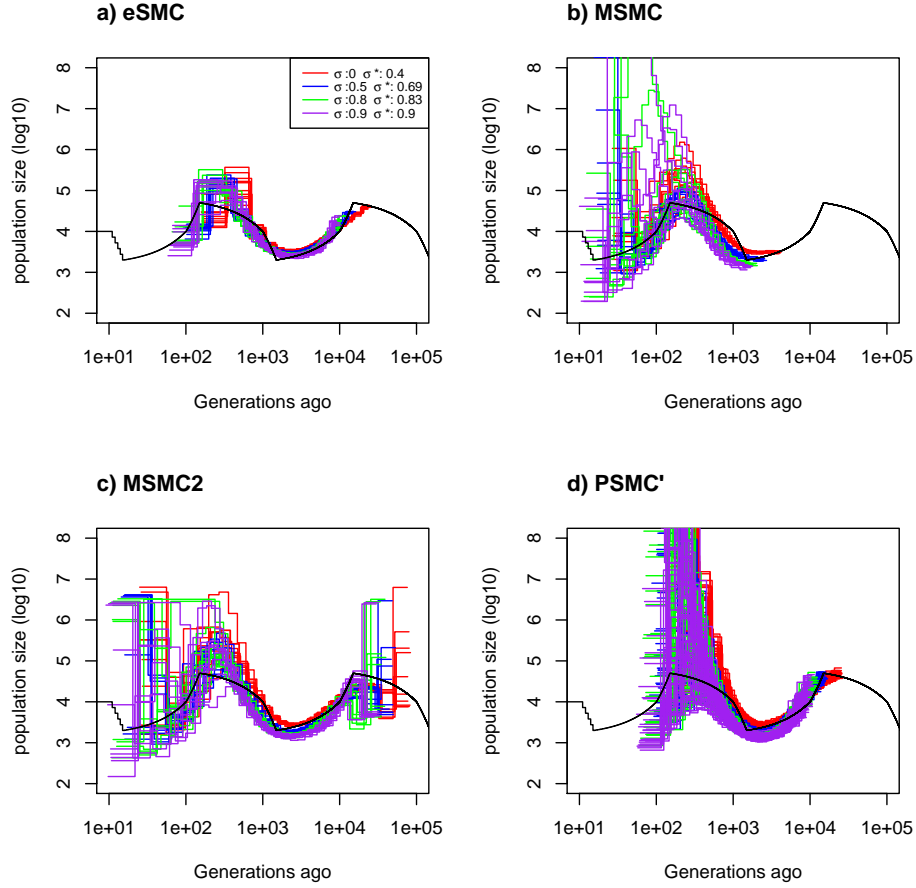 a) eSMC
population size (log10)
8
7
6
5
4
3
2
σ :0 σ *: 0.4
σ :0.5 σ *: 0.69
σ :0.8 σ *: 0.83
σ :0.9 σ *: 0.9
1e+01 1e+02 1e+03 1e+04 1e+05
Generations ago
b) MSMC
population size (log10)
8
7
6
5
4
3
2
1e+01 1e+02 1e+03 1e+04 1e+05
Generations ago
c) MSMC2
population size (log10)
8
7
6
5
4
3
2
1e+01 1e+02 1e+03 1e+04 1e+05
Generations ago
d) PSMC'
population size (log10)
8
7
6
5
4
3
2
1e+01 1e+02 1e+03 1e+04 1e+05
Generations ago